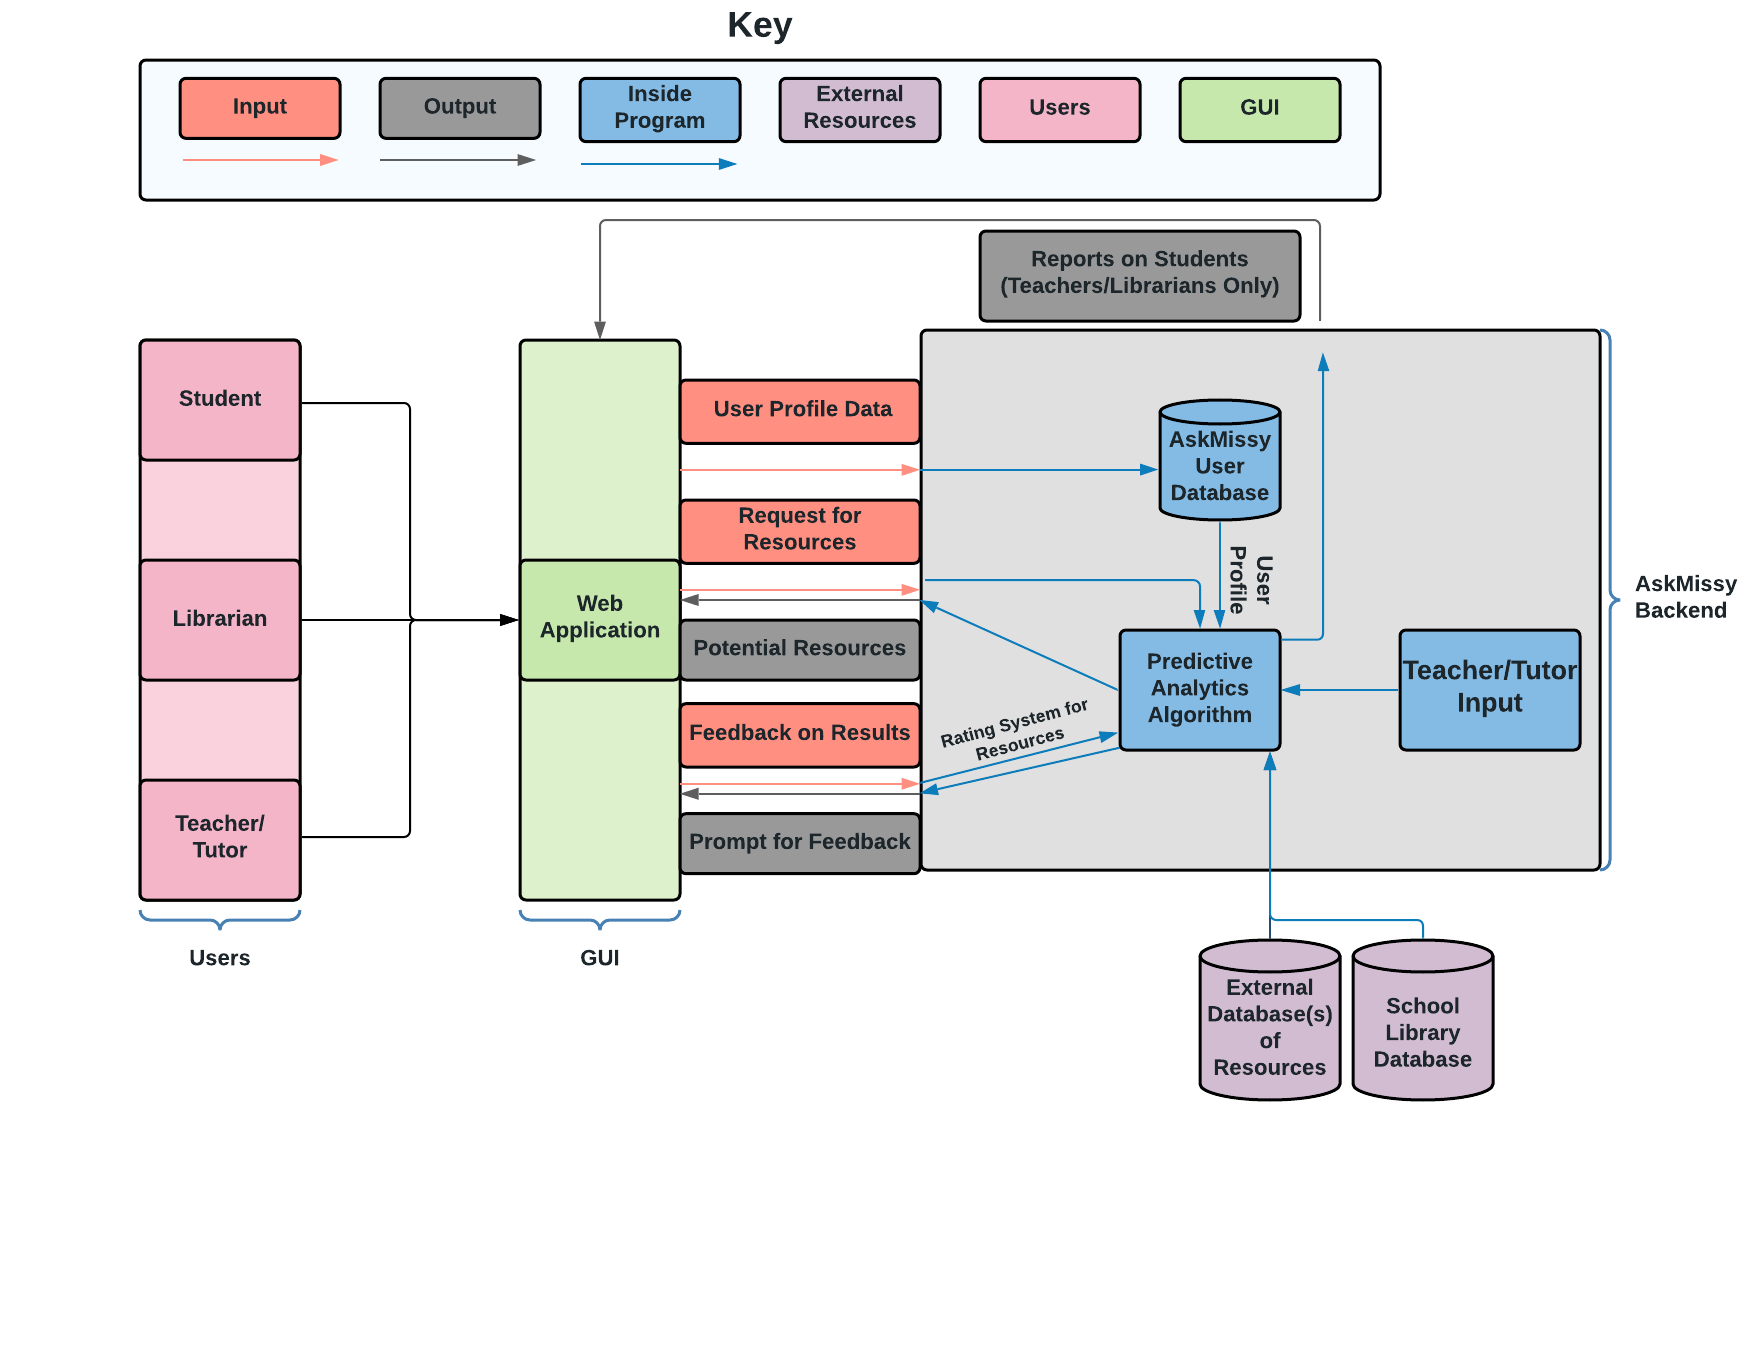 Key
Input
Output
Inside
Program
External
Resources
Users
GUI
Reports on Students
(Teachers/Librarians Only)
Student
Librarian
Teacher/
Tutor
Users
Web
Application
GUI
User Profile Data
Request for
Resources
Potential Resources
Feedback on Results
Prompt for Feedback
AskMissy
User
Database
User
Profile
Predictive
Analytics
Algorithm
Teacher/Tutor
Input
Rating System for
Resources
AskMissy
Backend
External
Database(s)
of
Resources
School
Library
Database